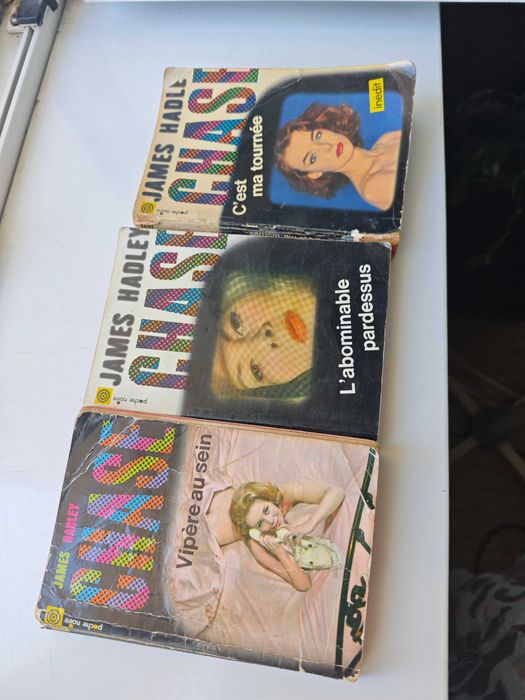 JAMES HADLE
CHASE
C'est
ma tournée
inédit
poche noire
JAMES HADLEY
CHASE
L'abominable
pardessus
poche noire
JAMES HARLEY
CHASE
Vipère au sein
poche noire